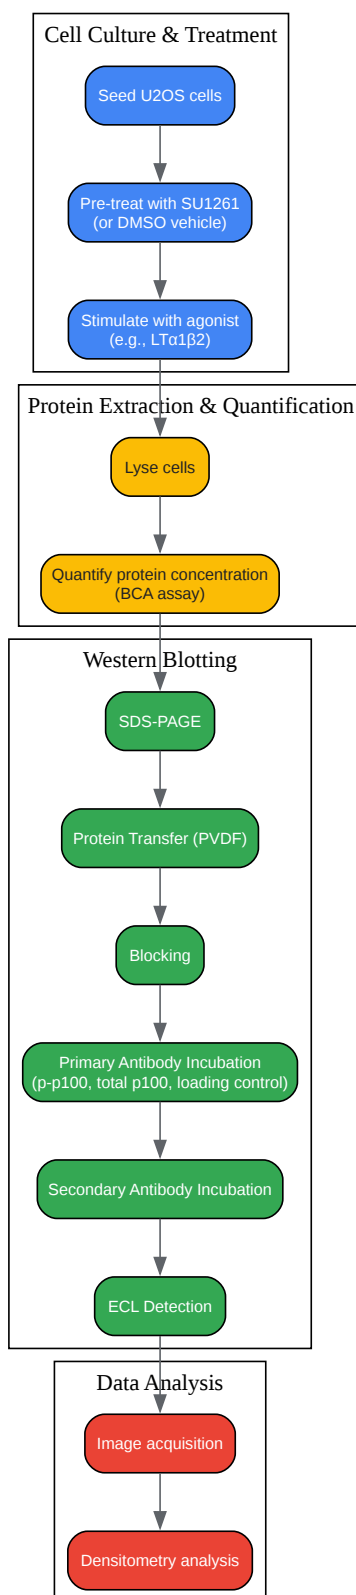 Cell Culture & Treatment
Seed U2OS cells
Pre-treat with SU1261
(or DMSO vehicle)
Stimulate with agonist
(e.g., LTα1β2)
Protein Extraction & Quantification
Lyse cells
Quantify protein concentration
(BCA assay)
Western Blotting
SDS-PAGE
Protein Transfer (PVDF)
Blocking
Primary Antibody Incubation
(p-p100, total p100, loading control)
Secondary Antibody Incubation
ECL Detection
Data Analysis
Image acquisition
Densitometry analysis